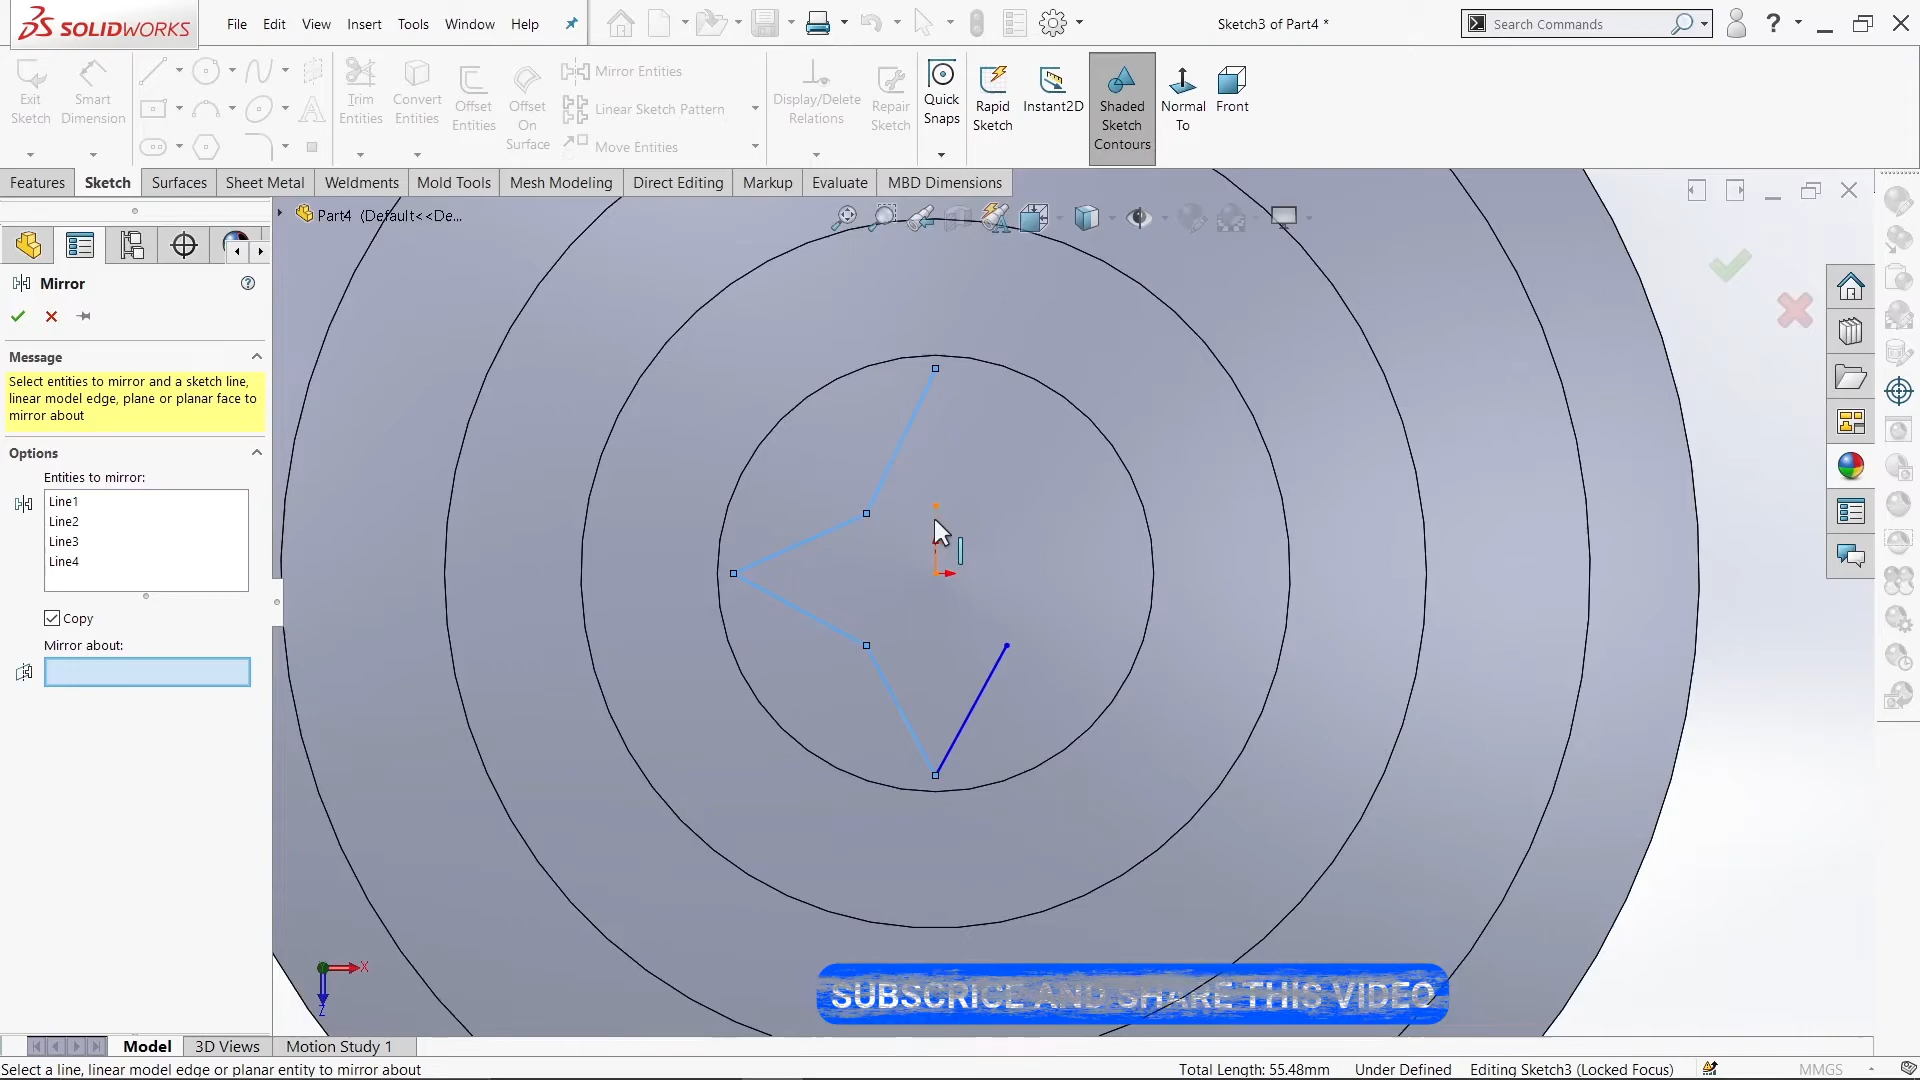 SOLIDWORKS
File Edit View Insert Tools Window Help
Sketch3 of Part4 *
Search Commands
Exit Sketch
Smart Dimension
Trim Entities
Convert Entities
Offset Entities
Offset On Surface
Mirror Entities
Linear Sketch Pattern
Move Entities
Display/Delete Relations
Repair Sketch
Quick Snaps
Rapid Sketch
Instant2D
Shaded Sketch Contours
Normal To
Front
Features Sketch Surfaces Sheet Metal Weldments Mold Tools Mesh Modeling Direct Editing Markup Evaluate MBD Dimensions
Part4 (Default<<De...
Mirror
Message
Select entities to mirror and a sketch line,
linear model edge, plane or planar face to
mirror about
Options
Entities to mirror:
Line1
Line2
Line3
Line4
Copy
Mirror about:
X
Z
SUBSCRICE AND SHARE THIS VIDEO
Model 3D Views Motion Study 1
Select a line, linear model edge or planar entity to mirror about
Total Length: 55.48mm Under Defined Editing Sketch3 (Locked Focus) MMGS